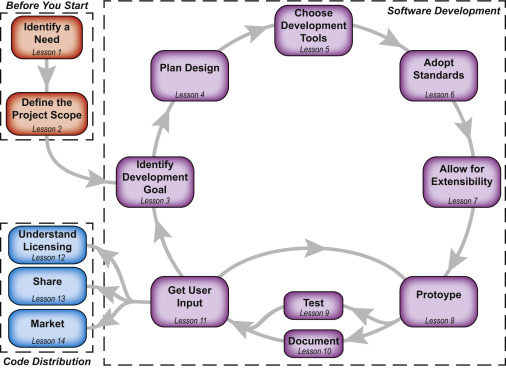 Before You Start
Software Development
Identify a
Need
Lesson 1
Define the
Project Scope
Lesson 2
Choose
Development
Tools
Lesson 5
Plan Design
Lesson 4
Adopt
Standards
Lesson 6
Identify
Development
Goal
Lesson 3
Allow for
Extensibility
Lesson 7
Understand
Licensing
Lesson 12
Share
Lesson 13
Market
Lesson 14
Get User
Input
Lesson 11
Test
Lesson 9
Document
Lesson 10
Protoype
Lesson 8
Code Distribution